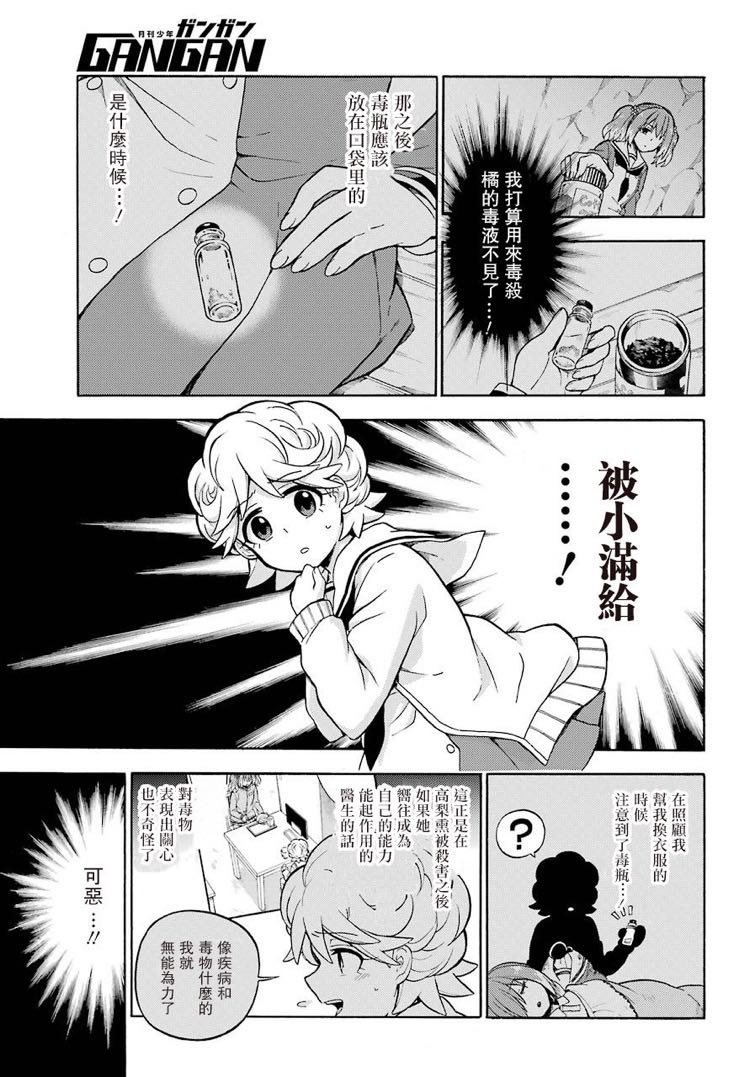 月刊少年
ガンガン
GANGAN
我打算用來毒殺
橘的毒液不見了…!
那之後
毒瓶應該
放在口袋里的
是什麼時候…!
被小滿給
……!
在照顧我
幫我換衣服的
時候
注意到了毒瓶…!
?
這正是在
高梨熏被殺害之後
如果她
嚮往成為
自己的能力
能起作用的
醫生的話
對毒物
表現出關心
也不奇怪了
像疾病和
毒物什麼的
我就
無能為力了
可惡…!!